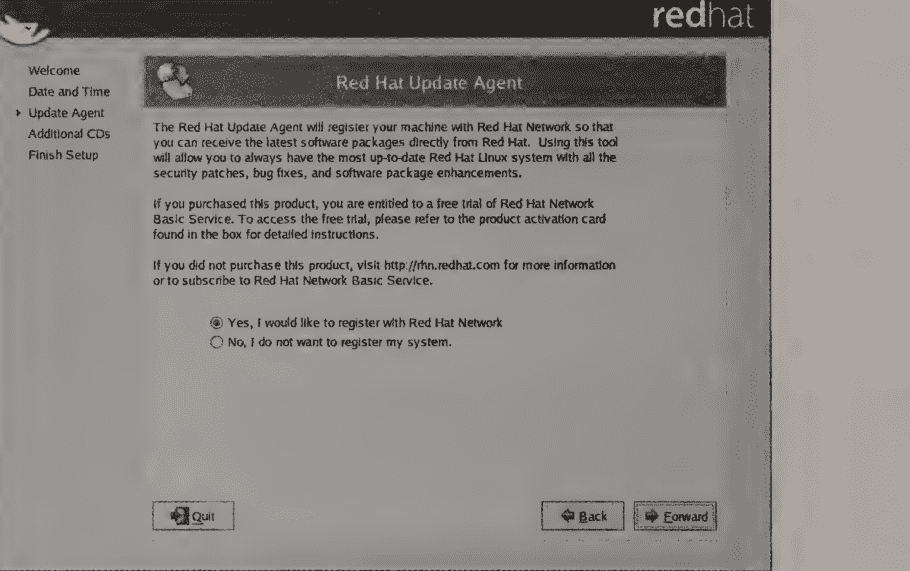 redhat
Welcome
Date and Time
Update Agent
Additional CDs
Finish Setup
Red Hat Update Agent
The Red Hat Update Agent will register your machine with Red Hat Network so that
you can receive the latest software packages directly from Red Hat. Using this tool
will allow you to always have the most up-to-date Red Hat Linux system with all the
security patches, bug fixes, and software package enhancements.
If you purchased this product, you are entitled to a free trial of Red Hat Network
Basic Service. To access the free trial, please refer to the product activation card
found in the box for detailed instructions.
If you did not purchase this product, visit http://rhn.redhat.com for more information
or to subscribe to Red Hat Network Basic Service.
Yes, I would like to register with Red Hat Network
No, I do not want to register my system.
Quit
Back
Forward